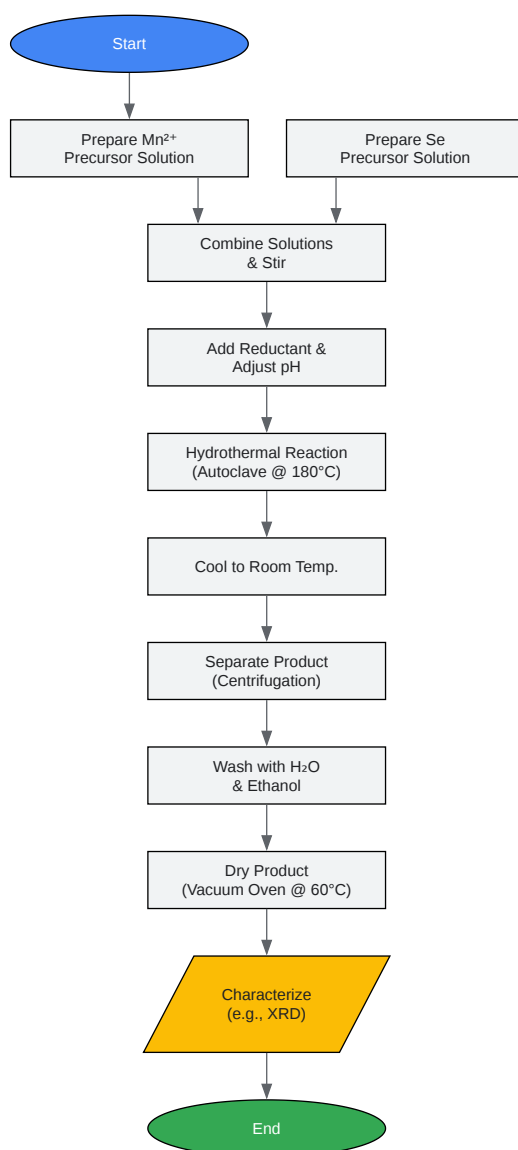 Start
Prepare Mn²⁺
Precursor Solution
Prepare Se
Precursor Solution
Combine Solutions
& Stir
Add Reductant &
Adjust pH
Hydrothermal Reaction
(Autoclave @ 180°C)
Cool to Room Temp.
Separate Product
(Centrifugation)
Wash with H₂O
& Ethanol
Dry Product
(Vacuum Oven @ 60°C)
Characterize
(e.g., XRD)
End